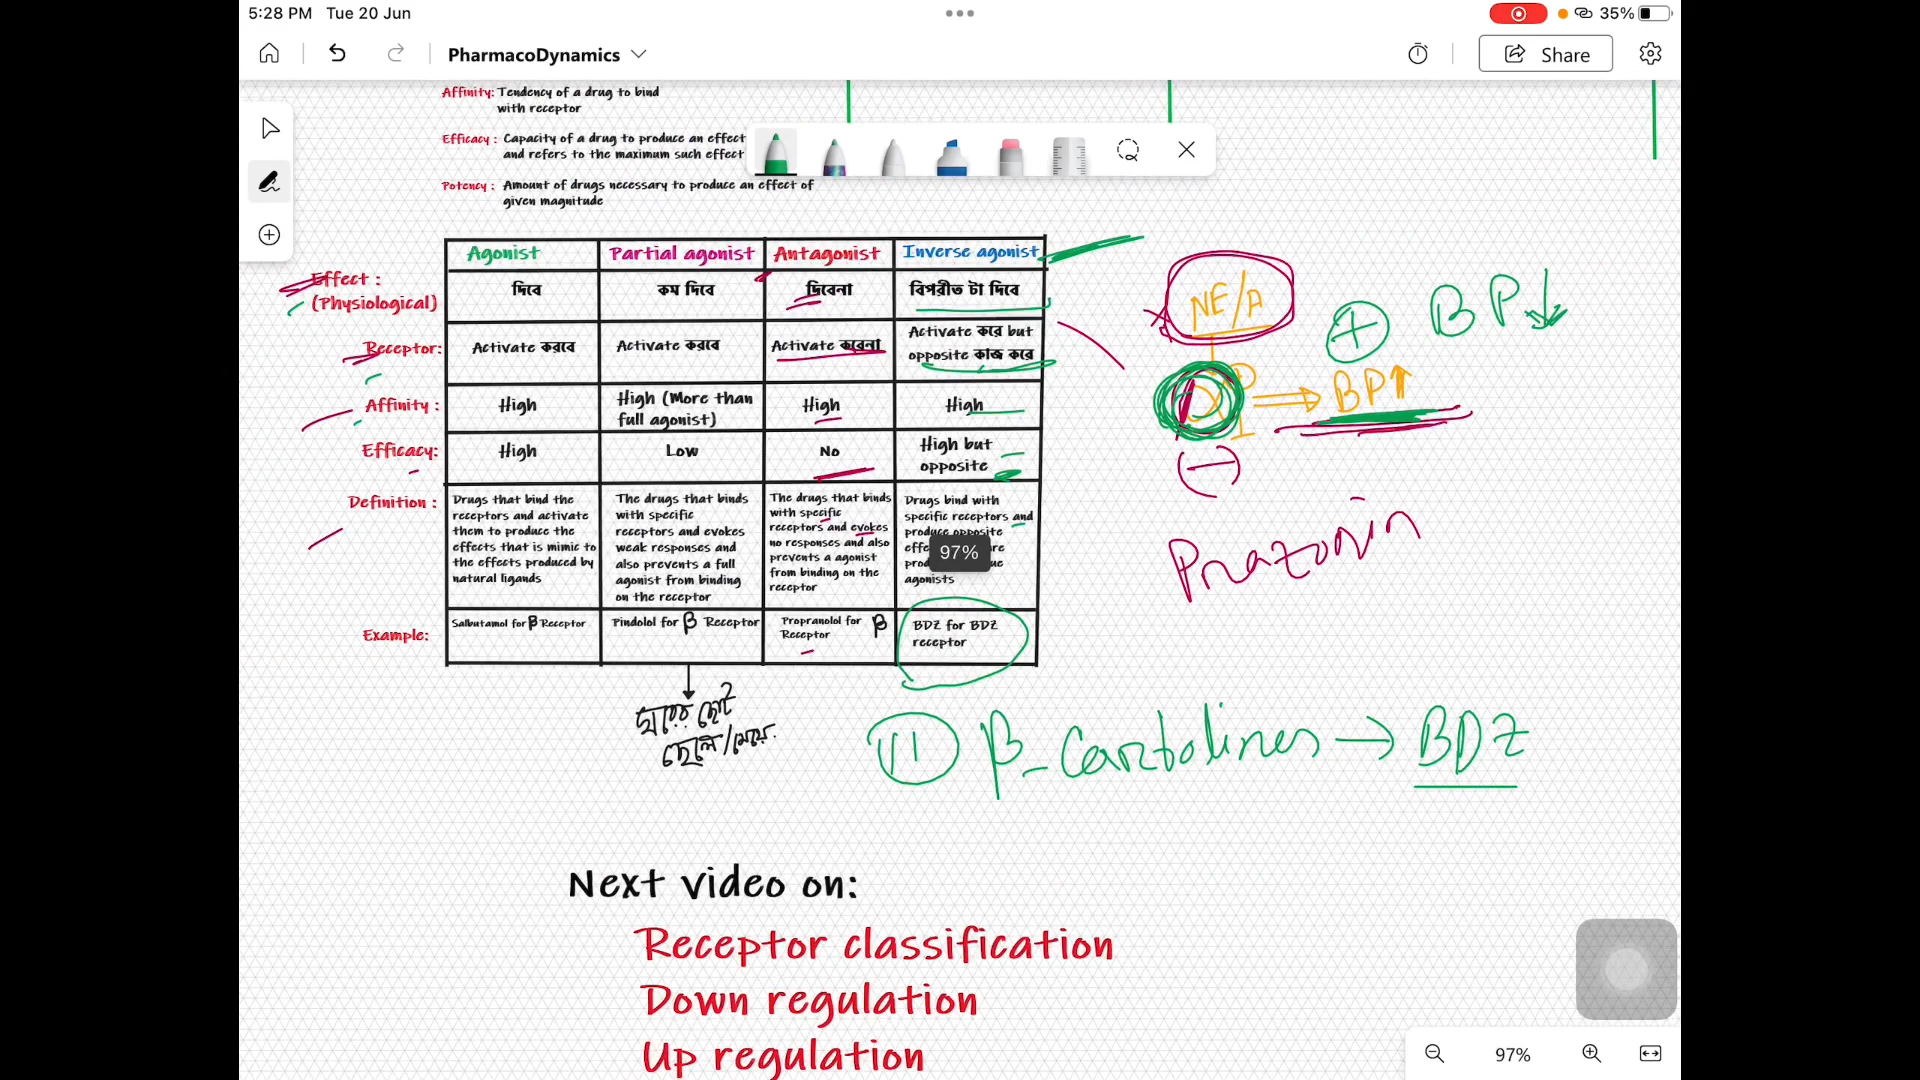 5:28 PM Tue 20 Jun
35%
PharmacoDynamics
Share
Affinity: Tendency of a drug to bind
with receptor
Efficacy : Capacity of a drug to produce an effect
and refers to the maximum such effect
Potency : Amount of drugs necessary to produce an effect of
given magnitude
Agonist Partial agonist Antagonist Inverse agonist
Effect :
(Physiological)
দিবে কম দিবে দিবেনা বিপরীত টা দিবে
Receptor:
Activate করবে
Activate করবে
Activate করেনা
Activate করে but
opposite কাজ করে
Affinity :
High
High (More than
full agonist)
High
High
Efficacy:
High
Low
No
High but
opposite
Definition :
Drugs that bind the
receptors and activate
them to produce the
effects that is mimic to
the effects produced by
natural ligands
The drugs that binds
with specific
receptors and evokes
weak responses and
also prevents a full
agonist from binding
on the receptor
The drugs that binds
with specific
receptors and evokes
no responses and also
prevents a agonist
from binding on the
receptor
Drugs bind with
specific receptors and
produce opposite
agonists
97%
Example:
Salbutamol for β Receptor
Pindolol for β Receptor
Propranolol for β
Receptor
BDZ for BDZ
receptor
NE/A
+
BP↓
BP↑
(-)
Prazosin
ঘরের ছোট
ছেলে/মেয়ে.
11 β-Carbolines → BDZ
Next video on:
Receptor classification
Down regulation
Up regulation
97%